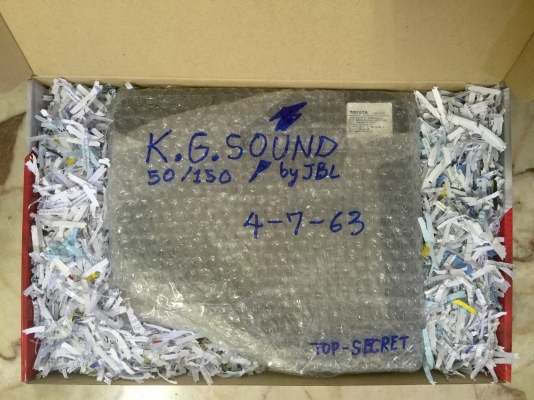 K.G.SOUND
50/150 by JBL
4-7-63
TOP-SECRET